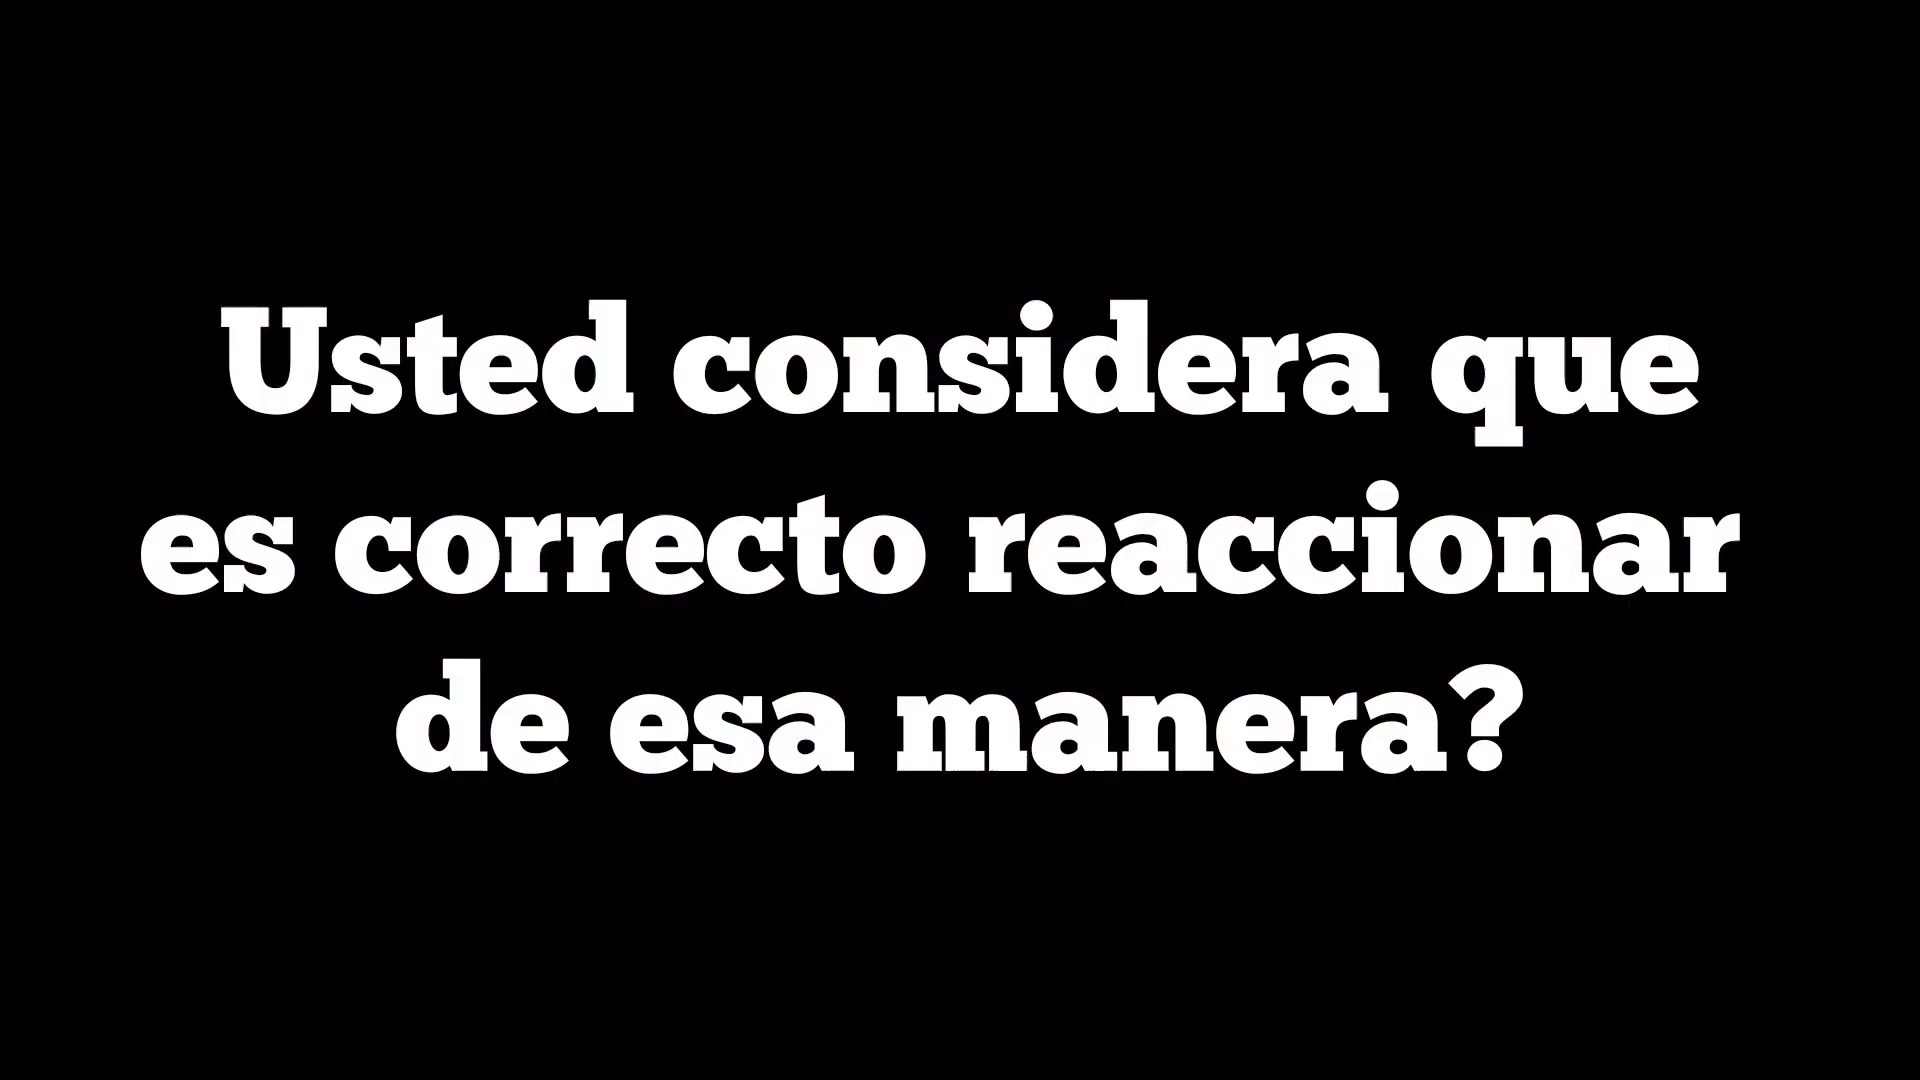 Usted considera que
es correcto reaccionar
de esa manera?